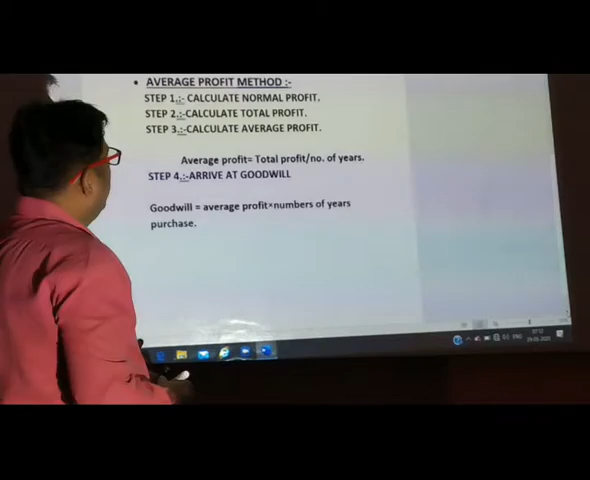 • AVERAGE PROFIT METHOD :-
STEP 1.:- CALCULATE NORMAL PROFIT.
STEP 2.:-CALCULATE TOTAL PROFIT.
STEP 3.:-CALCULATE AVERAGE PROFIT.
Average profit= Total profit/no. of years.
STEP 4.:-ARRIVE AT GOODWILL
Goodwill = average profit×numbers of years
purchase.